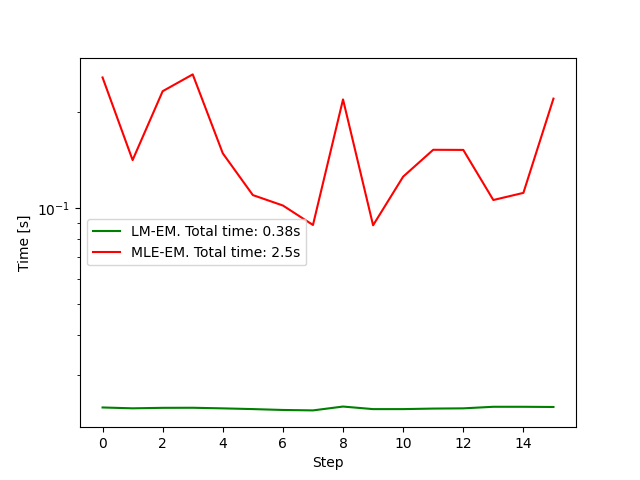 10⁻¹
Time [s]
LM-EM. Total time: 0.38s
MLE-EM. Total time: 2.5s
0 2 4 6 8 10 12 14
Step